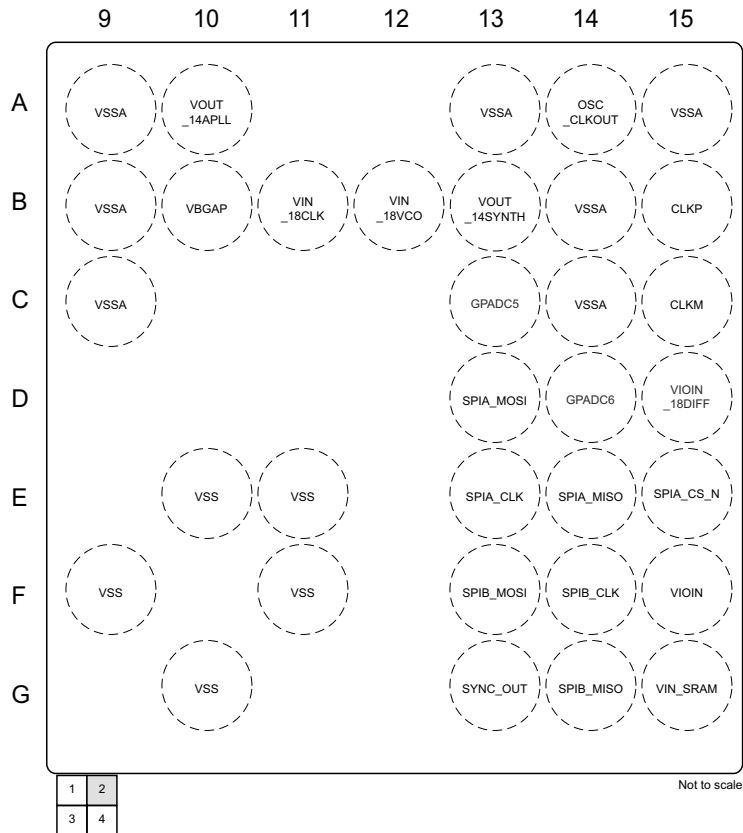 9 10 11 12 13 14 15
A
VSSA
VOUT
_14APLL
VSSA
OSC
_CLKOUT
VSSA
B
VSSA
VBGAP
VIN
_18CLK
VIN
_18VCO
VOUT
_14SYNTH
VSSA
CLKP
C
VSSA
GPADC5
VSSA
CLKM
D
SPIA_MOSI
GPADC6
VIOIN
_18DIFF
E
VSS
VSS
SPIA_CLK
SPIA_MISO
SPIA_CS_N
F
VSS
VSS
SPIB_MOSI
SPIB_CLK
VIOIN
G
VSS
SYNC_OUT
SPIB_MISO
VIN_SRAM
Not to scale
1 2
3 4